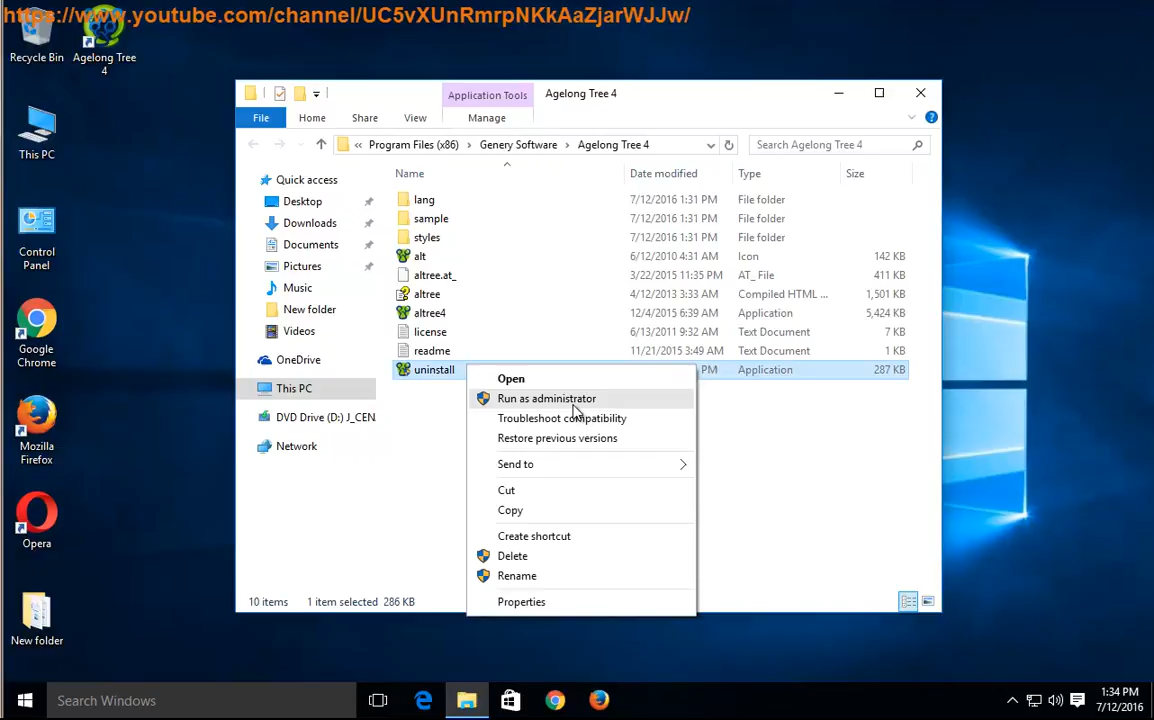 https://www.youtube.com/channel/UC5vXUnRmrpNKkAaZjarWJJw/
Recycle Bin
Agelong Tree 4
This PC
Control Panel
Google Chrome
Mozilla Firefox
Opera
New folder
Application Tools
Agelong Tree 4
File
Home
Share
View
Manage
« Program Files (x86) > Genery Software > Agelong Tree 4
Search Agelong Tree 4
Quick access
Desktop
Downloads
Documents
Pictures
Music
New folder
Videos
OneDrive
This PC
DVD Drive (D:) J_CEN
Network
Name Date modified Type Size
lang 7/12/2016 1:31 PM File folder
sample 7/12/2016 1:31 PM File folder
styles 7/12/2016 1:31 PM File folder
alt 6/12/2010 4:31 AM Icon 142 KB
altree.at_ 3/22/2015 11:35 PM AT_ File 411 KB
altree 4/12/2013 3:33 AM Compiled HTML ... 1,501 KB
altree4 12/4/2015 6:39 AM Application 5,424 KB
license 6/13/2011 9:32 AM Text Document 7 KB
readme 11/21/2015 3:49 AM Text Document 1 KB
uninstall PM Application 287 KB
Open
Run as administrator
Troubleshoot compatibility
Restore previous versions
Send to
Cut
Copy
Create shortcut
Delete
Rename
Properties
10 items 1 item selected 286 KB
Search Windows
1:34 PM
7/12/2016